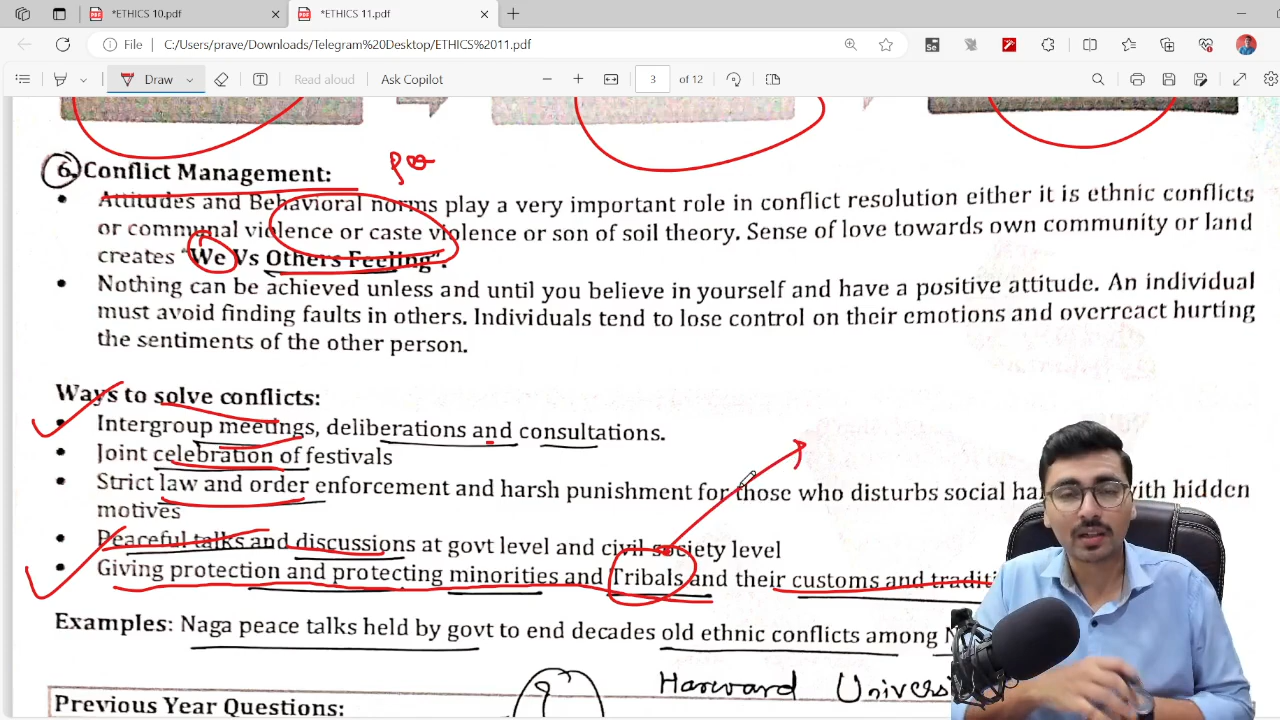 *ETHICS 10.pdf
*ETHICS 11.pdf
File C:/Users/prave/Downloads/Telegram%20Desktop/ETHICS%2011.pdf
Draw Read aloud Ask Copilot 3 of 12
6. Conflict Management:
Attitudes and Behavioral norms play a very important role in conflict resolution either it is ethnic conflicts
or communal violence or caste violence or son of soil theory. Sense of love towards own community or land
creates "We Vs Others Feeling".
Nothing can be achieved unless and until you believe in yourself and have a positive attitude. An individual
must avoid finding faults in others. Individuals tend to lose control on their emotions and overreact hurting
the sentiments of the other person.
Ways to solve conflicts:
Intergroup meetings, deliberations and consultations.
Joint celebration of festivals
Strict law and order enforcement and harsh punishment for those who disturbs social ha with hidden
motives
Peaceful talks and discussions at govt level and civil society level
Giving protection and protecting minorities and Tribals and their customs and traditi
Examples: Naga peace talks held by govt to end decades old ethnic conflicts among N
Harward Universi
Previous Year Questions: